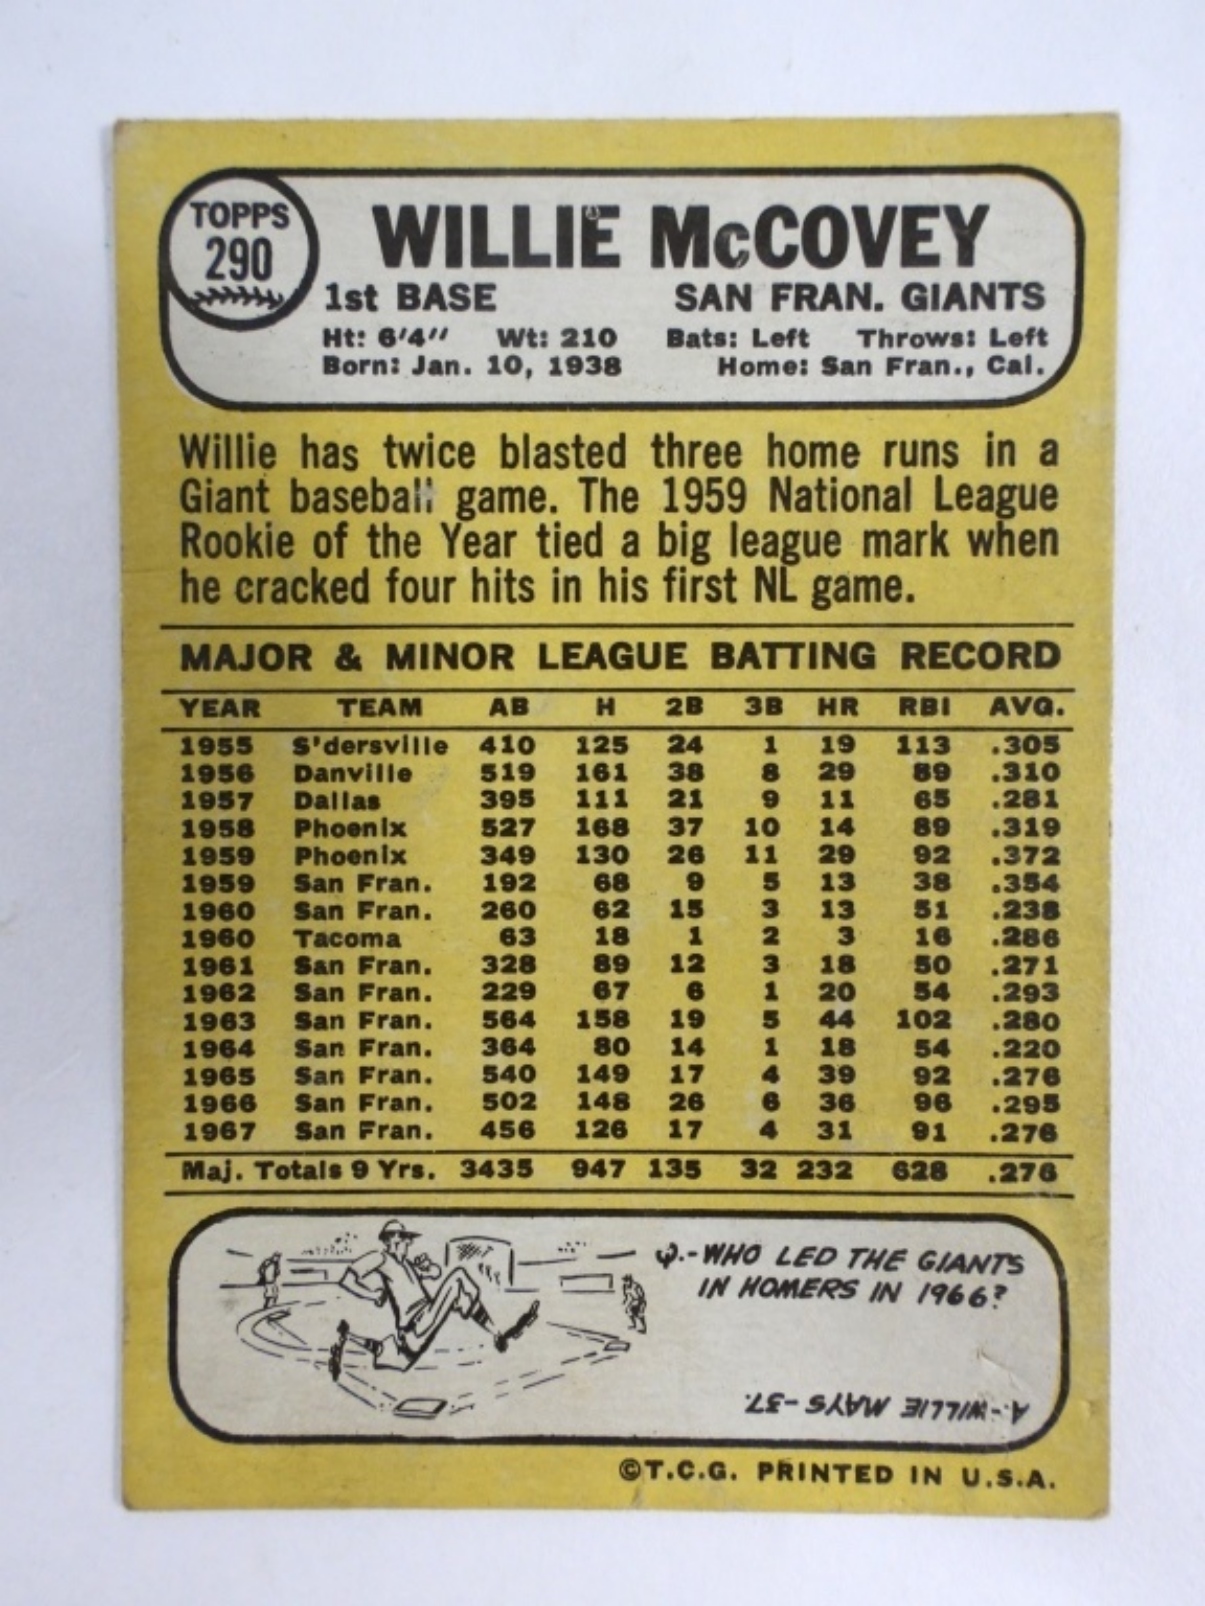 TOPPS
290
WILLIE McCOVEY
1st BASE SAN FRAN. GIANTS
Ht: 6'4" Wt: 210 Bats: Left Throws: Left
Born: Jan. 10, 1938 Home: San Fran., Cal.
Willie has twice blasted three home runs in a
Giant baseball game. The 1959 National League
Rookie of the Year tied a big league mark when
he cracked four hits in his first NL game.
MAJOR & MINOR LEAGUE BATTING RECORD
YEAR TEAM AB H 2B 3B HR RBI AVG.
1955 S'dersville 410 125 24 1 19 113 .305
1956 Danville 519 161 38 8 29 89 .310
1957 Dallas 395 111 21 9 11 65 .281
1958 Phoenix 527 168 37 10 14 89 .319
1959 Phoenix 349 130 26 11 29 92 .372
1959 San Fran. 192 68 9 5 13 38 .354
1960 San Fran. 260 62 15 3 13 51 .238
1960 Tacoma 63 18 1 2 3 16 .286
1961 San Fran. 328 89 12 3 18 50 .271
1962 San Fran. 229 67 6 1 20 54 .293
1963 San Fran. 564 158 19 5 44 102 .280
1964 San Fran. 364 80 14 1 18 54 .220
1965 San Fran. 540 149 17 4 39 92 .276
1966 San Fran. 502 148 26 6 36 96 .295
1967 San Fran. 456 126 17 4 31 91 .276
Maj. Totals 9 Yrs. 3435 947 135 32 232 628 .276
Q.-WHO LED THE GIANTS
IN HOMERS IN 1966?
A.-WILLIE MAYS-37.
©T.C.G. PRINTED IN U.S.A.